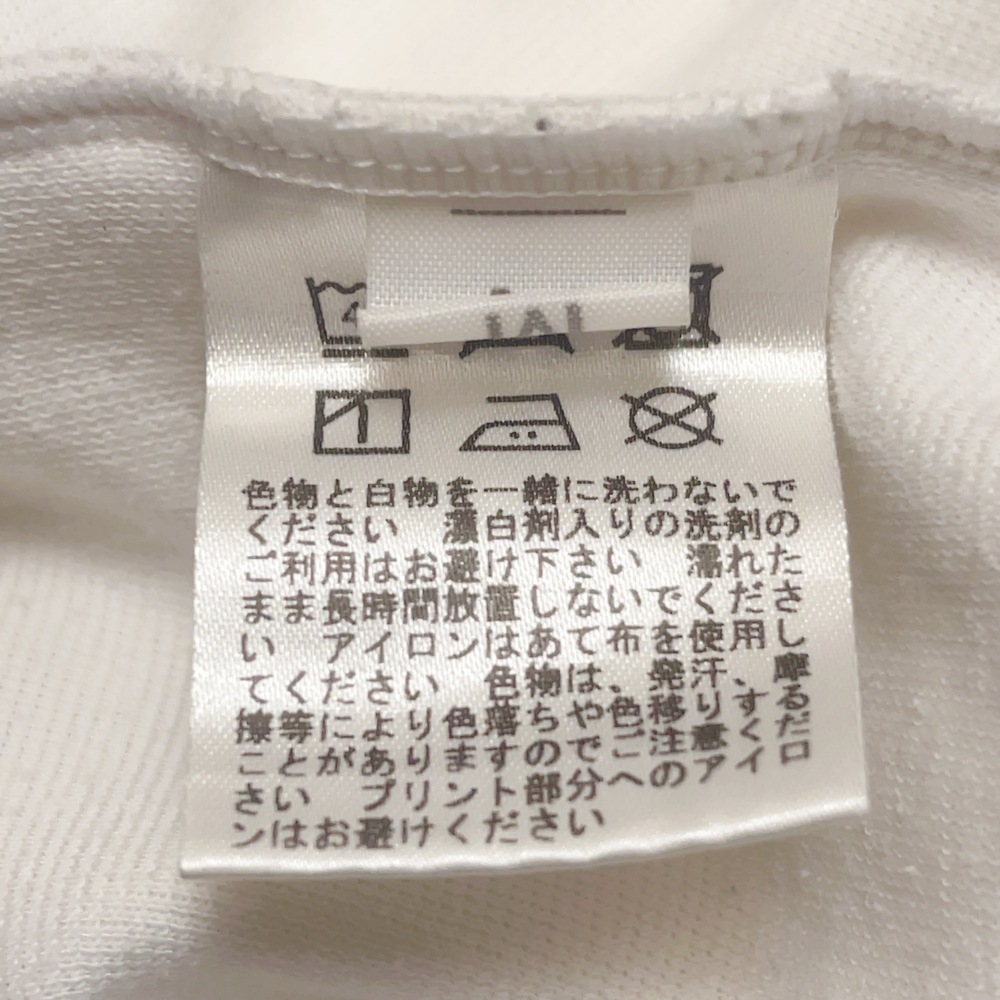 色物と白物を一緒に洗わないで
ください 漂白剤入りの洗剤の
ご利用はお避け下さい 濡れた
まま長時間放置しないでくださ
い アイロンはあて布を使用し
てください 色物は、発汗、摩
擦等により色落ちや色移りする
ことがありますのでご注意くだ
さい プリント部分へのアイロ
ンはお避けください